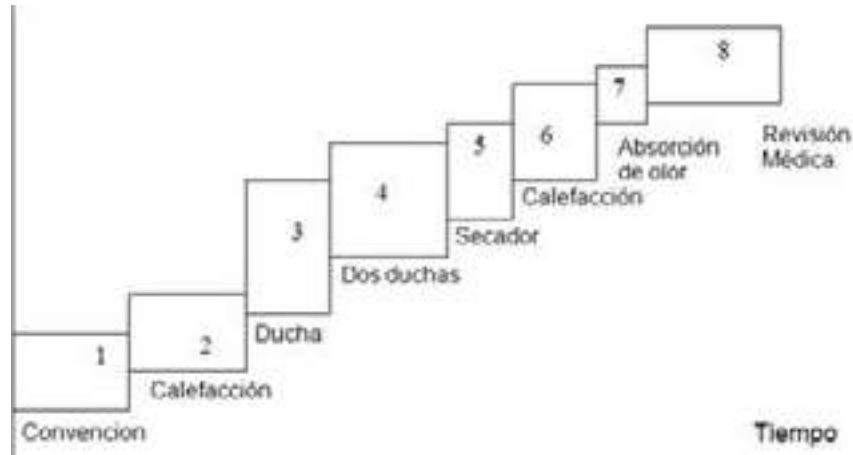 8
7
Revisión
Médica
5
6
Absorción
de olor
4
Calefacción
Secador
3
Dos duchas
Ducha
1
2
Calefacción
Convencion
Tiempo